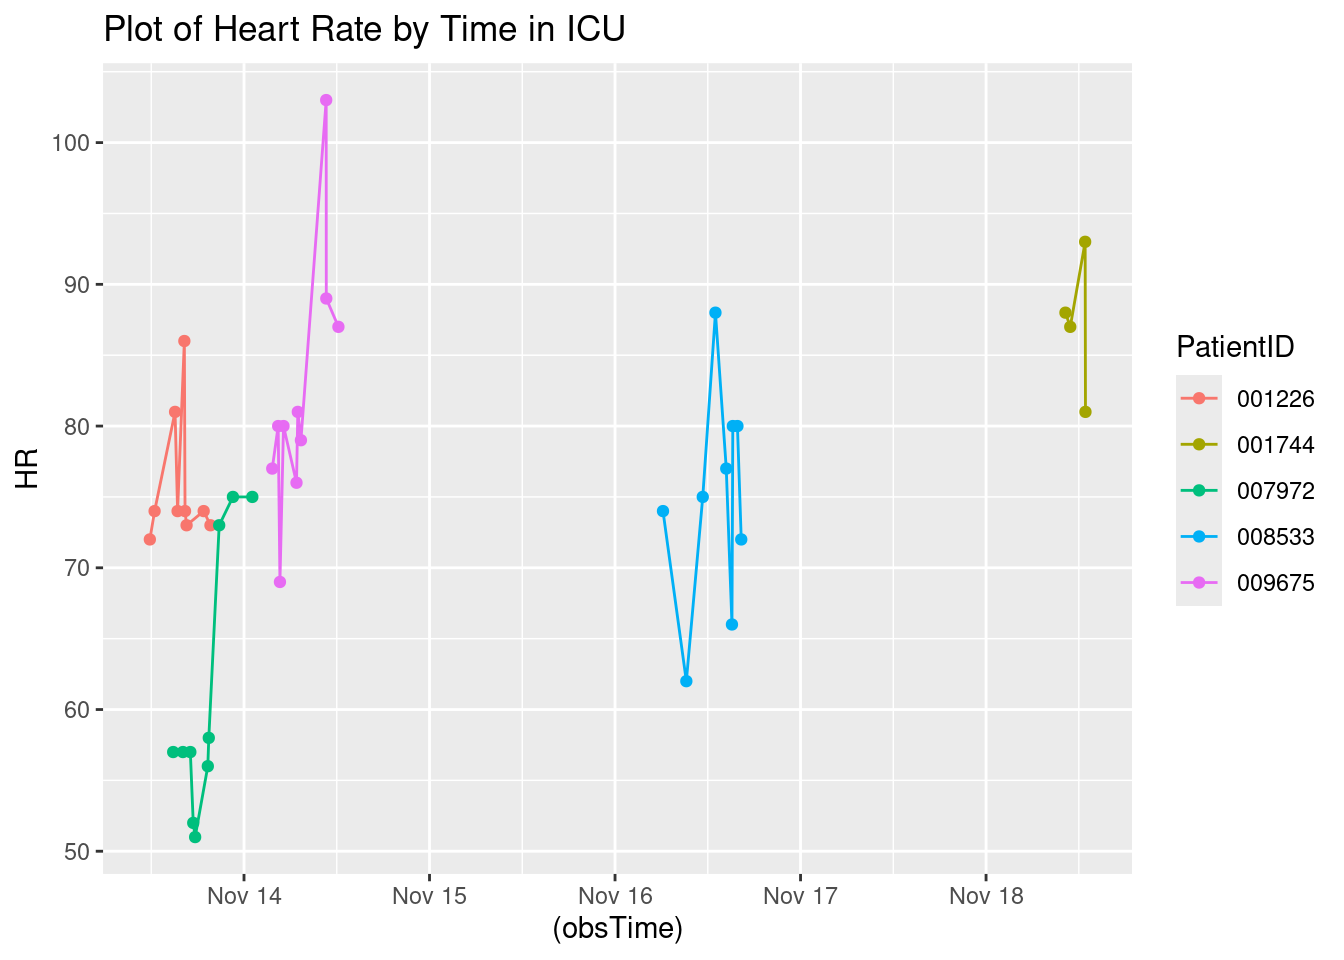 Plot of Heart Rate by Time in ICU
HR
100
90
80
70
60
50
Nov 14
Nov 15
Nov 16
Nov 17
Nov 18
(obsTime)
PatientID
001226
001744
007972
008533
009675